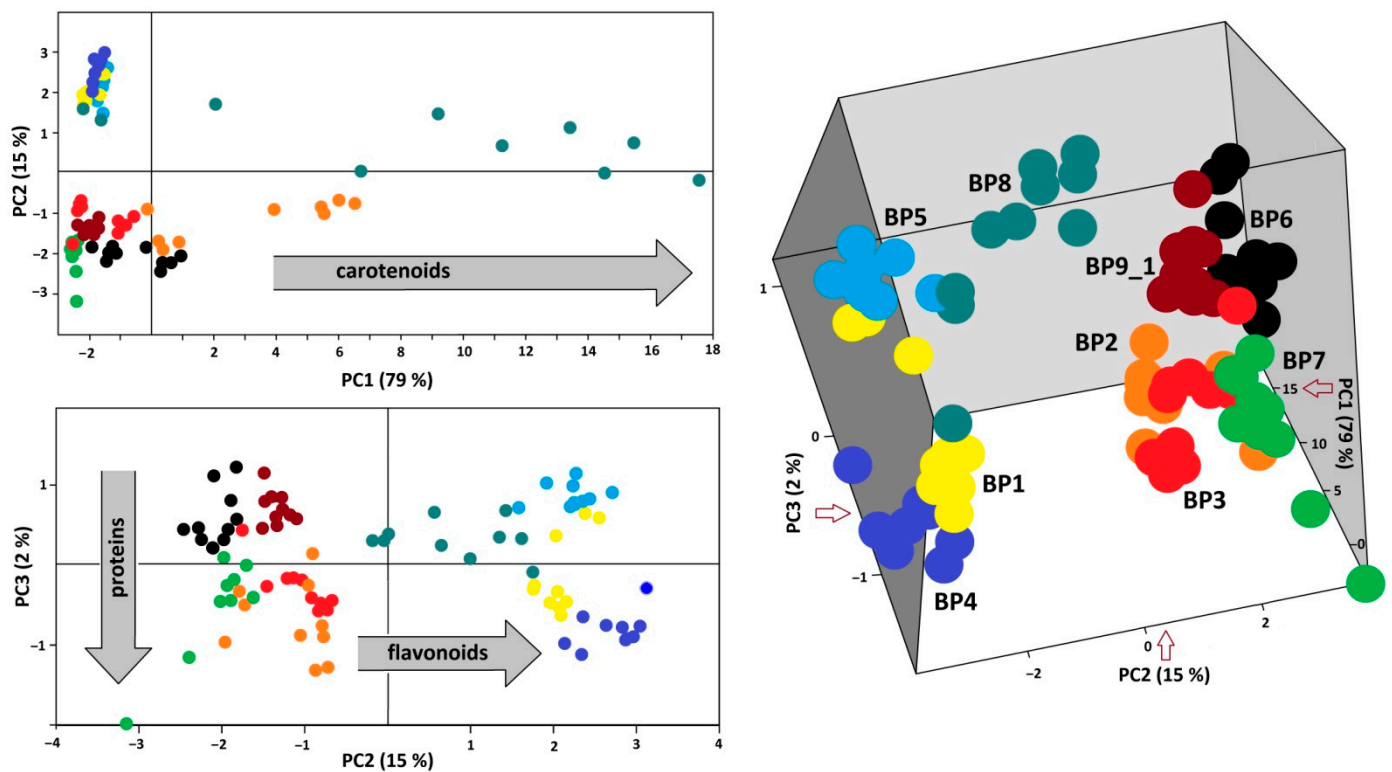 3
2
1
−1
−2
−3
PC2 (15 %)
carotenoids
−2
2
4
6
8
10
12
14
16
18
PC1 (79 %)
1
−1
PC3 (2 %)
proteins
flavonoids
−4
−3
−2
−1
1
2
3
4
PC2 (15 %)
BP8
BP5
BP6
BP9_1
BP2
BP7
BP1
BP3
BP4
1
0
−1
PC3 (2 %)
−2
0
2
PC2 (15 %)
15
10
5
−0
PC1 (79 %)